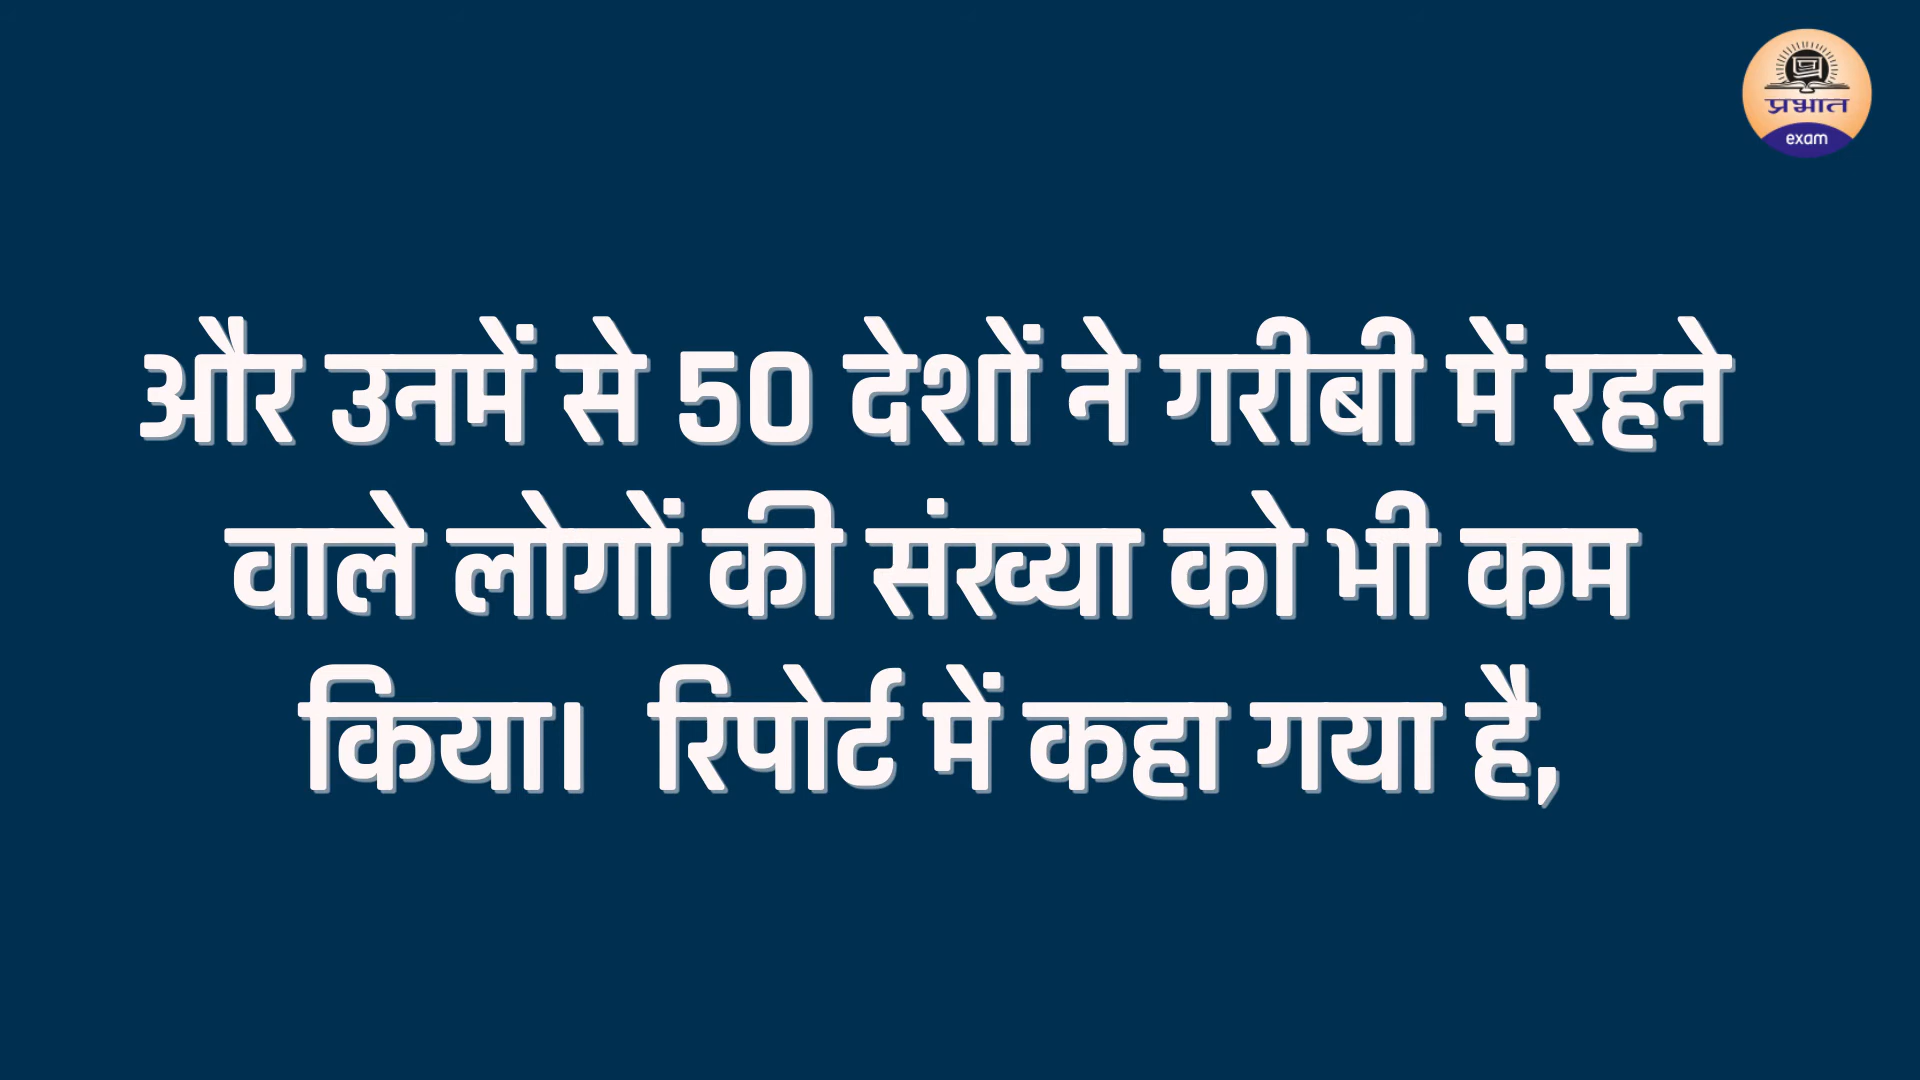 प्रभात
exam
और उनमें से 50 देशों ने गरीबी में रहने
वाले लोगों की संख्या को भी कम
किया।  रिपोर्ट में कहा गया है,